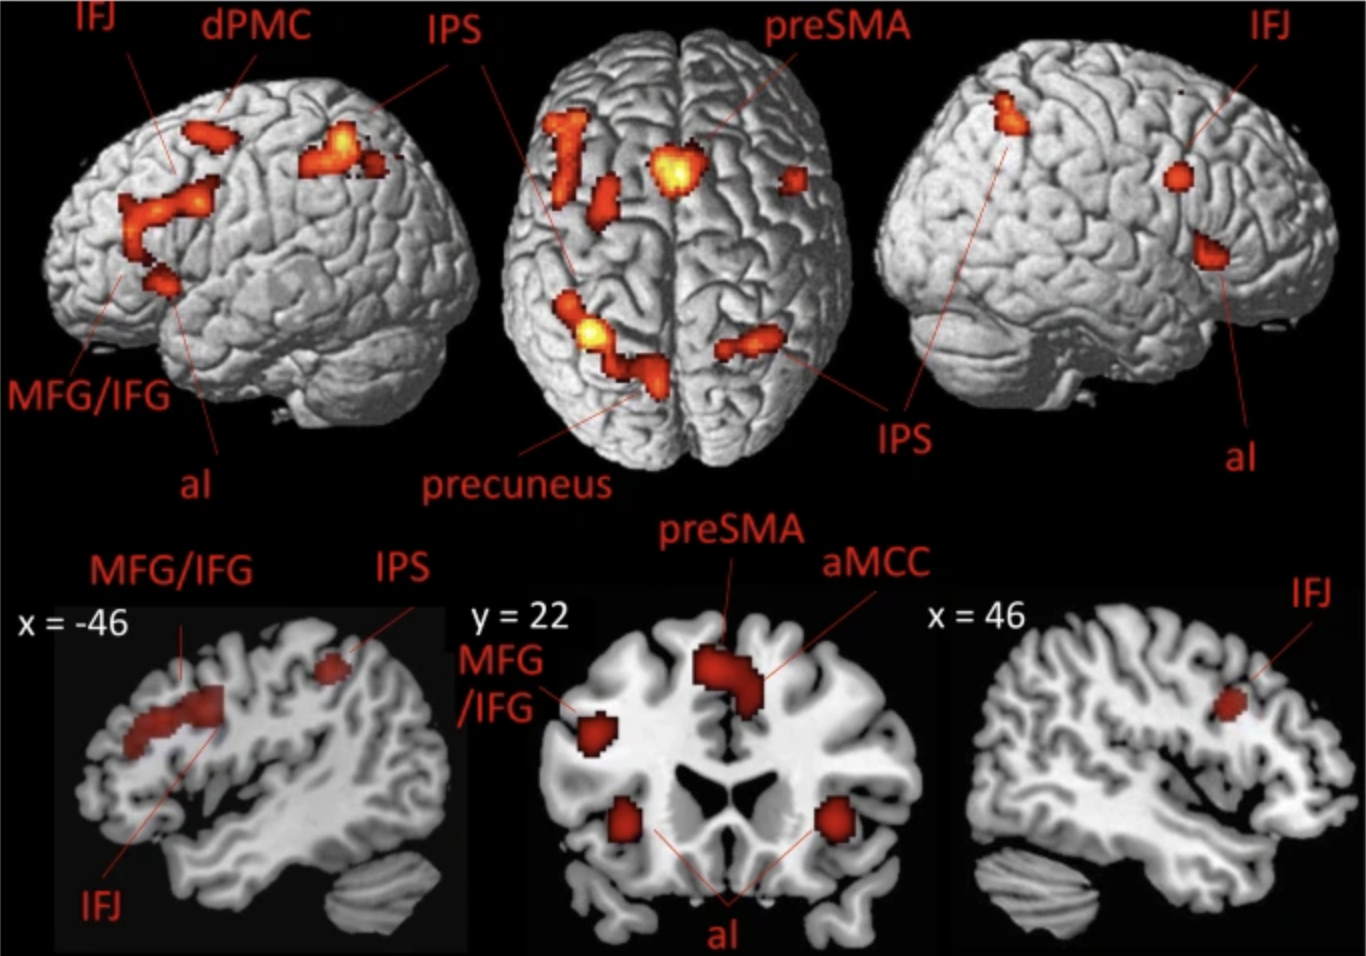 IFJ
dPMC
IPS
preSMA
IFJ
MFG/IFG
aI
precuneus
IPS
aI
preSMA
MFG/IFG
IPS
aMCC
IFJ
x = -46
y = 22
x = 46
MFG
/IFG
IFJ
aI